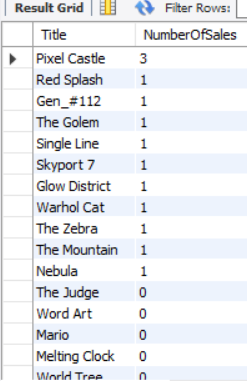 Result Grid Filter Rows:
Title NumberOfSales
Pixel Castle 3
Red Splash 1
Gen_#112 1
The Golem 1
Single Line 1
Skyport 7 1
Glow District 1
Warhol Cat 1
The Zebra 1
The Mountain 1
Nebula 1
The Judge 0
Word Art 0
Mario 0
Melting Clock 0
World Tree 0